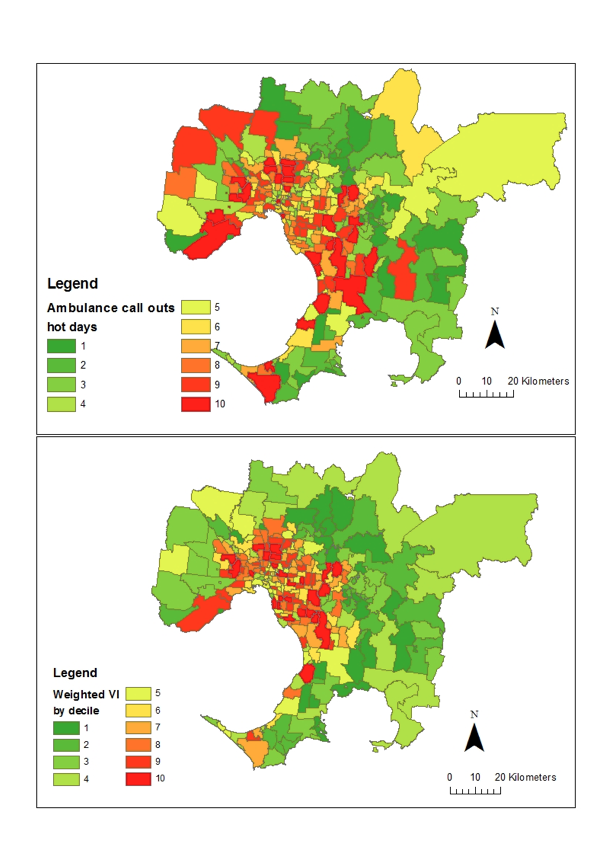 N
0 10 20 Kilometers
Legend
Ambulance call outs
hot days
1
2
3
4
5
6
7
8
9
10
N
0 10 20 Kilometers
Legend
Weighted VI
by decile
1
2
3
4
5
6
7
8
9
10